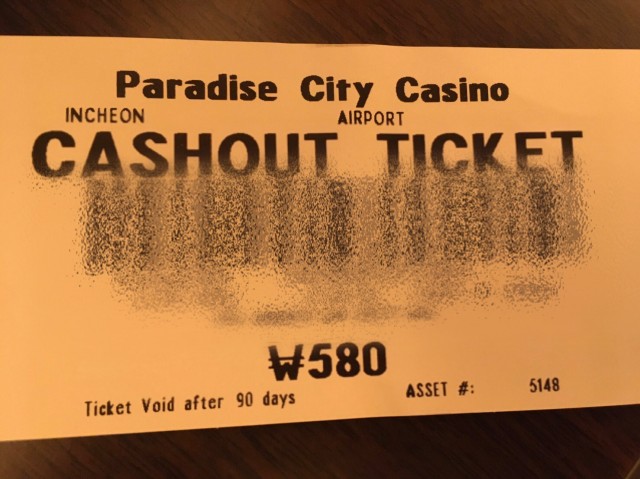 Paradise City Casino
INCHEON AIRPORT
CASHOUT TICKET
₩580
Ticket Void after 90 days ASSET #: 5148